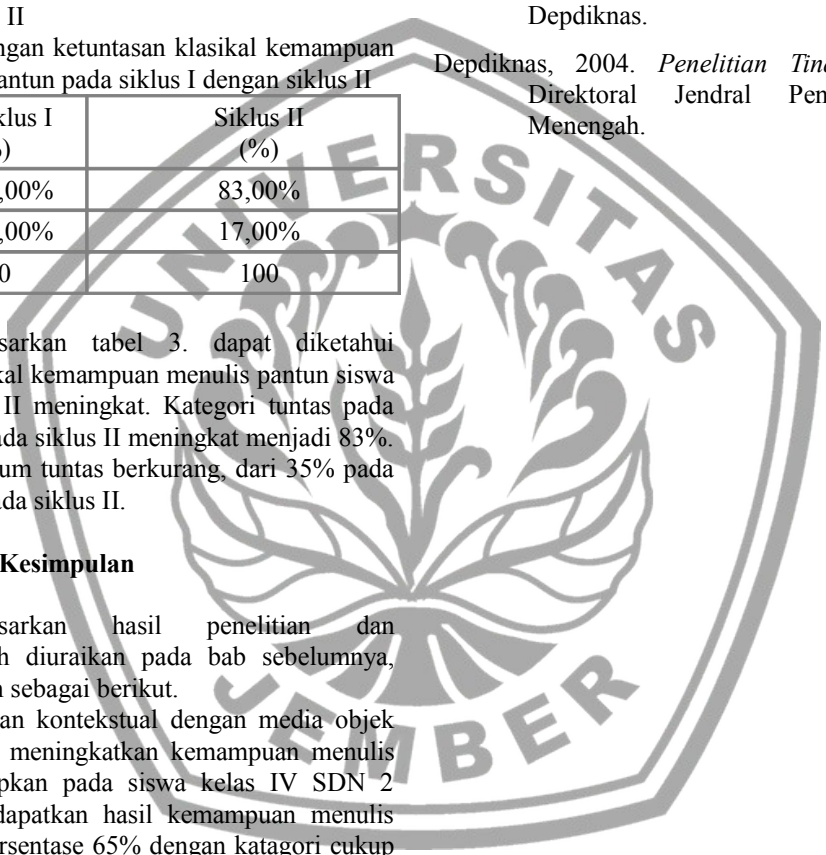 II
ngan ketuntasan klasikal kemampuan
antun pada siklus I dengan siklus II
klus I Siklus II
%) (%)
,00% 83,00%
,00% 17,00%
0 100
sarkan tabel 3. dapat diketahui
kal kemampuan menulis pantun siswa
II meningkat. Kategori tuntas pada
ada siklus II meningkat menjadi 83%.
um tuntas berkurang, dari 35% pada
ada siklus II.
Kesimpulan
sarkan hasil penelitian dan
h diuraikan pada bab sebelumnya,
n sebagai berikut.
an kontekstual dengan media objek
meningkatkan kemampuan menulis
pkan pada siswa kelas IV SDN 2
dapatkan hasil kemampuan menulis
ersentase 65% dengan katagori cukup
Depdiknas.
Depdiknas, 2004. Penelitian Tind
Direktoral Jendral Pen
Menengah.
UNIVERSITAS
JEMBER